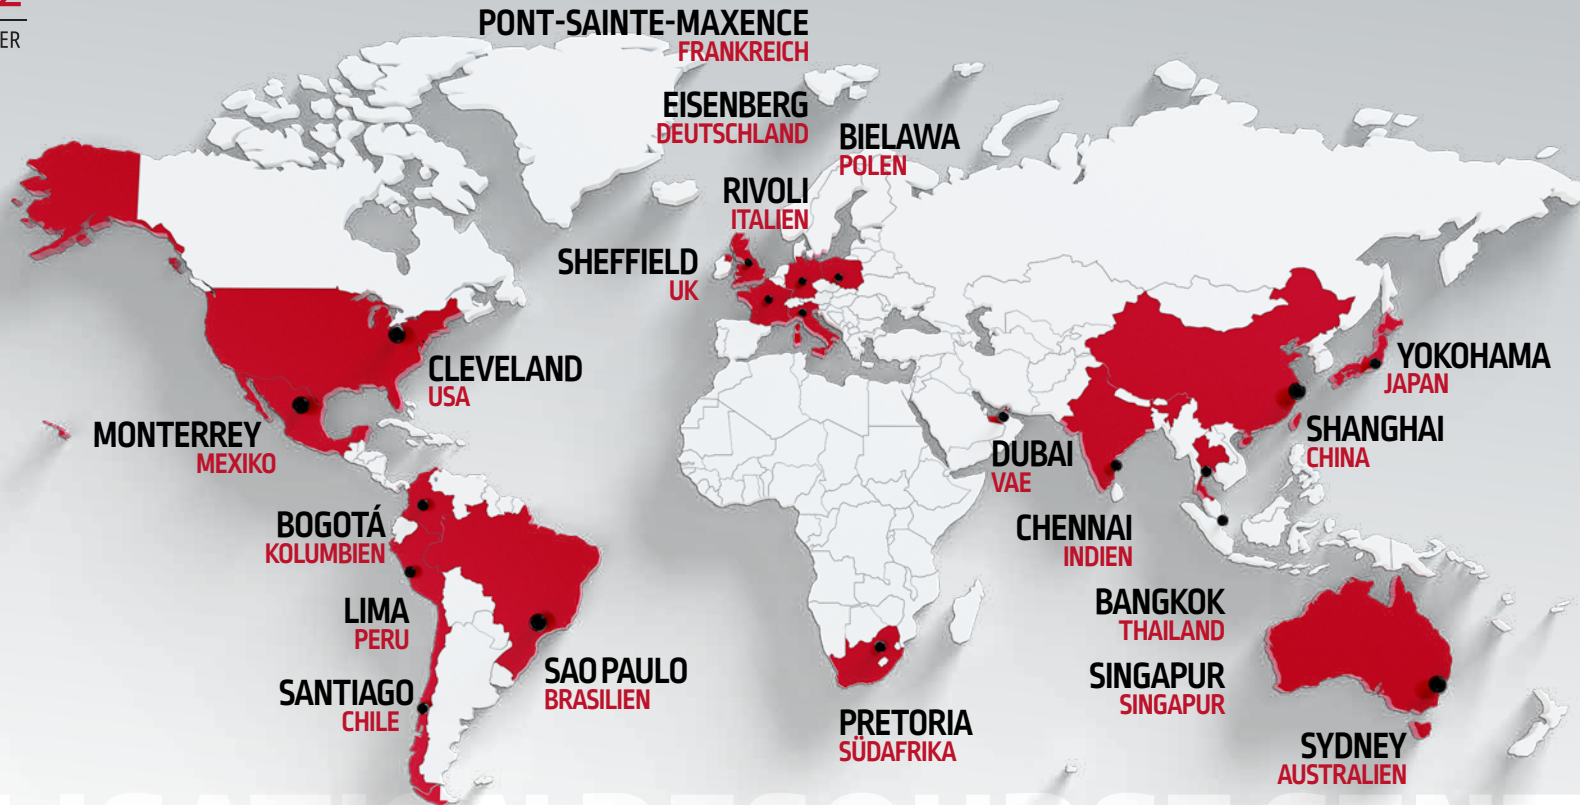 PONT-SAINTE-MAXENCE
FRANKREICH
EISENBERG
DEUTSCHLAND
BIELAWA
POLEN
RIVOLI
ITALIEN
SHEFFIELD
UK
CLEVELAND
USA
MONTERREY
MEXIKO
YOKOHAMA
JAPAN
SHANGHAI
CHINA
DUBAI
VAE
BOGOTÁ
KOLUMBIEN
CHENNAI
INDIEN
LIMA
PERU
BANGKOK
THAILAND
SAO PAULO
BRASILIEN
SANTIAGO
CHILE
SINGAPUR
SINGAPUR
PRETORIA
SÜDAFRIKA
SYDNEY
AUSTRALIEN